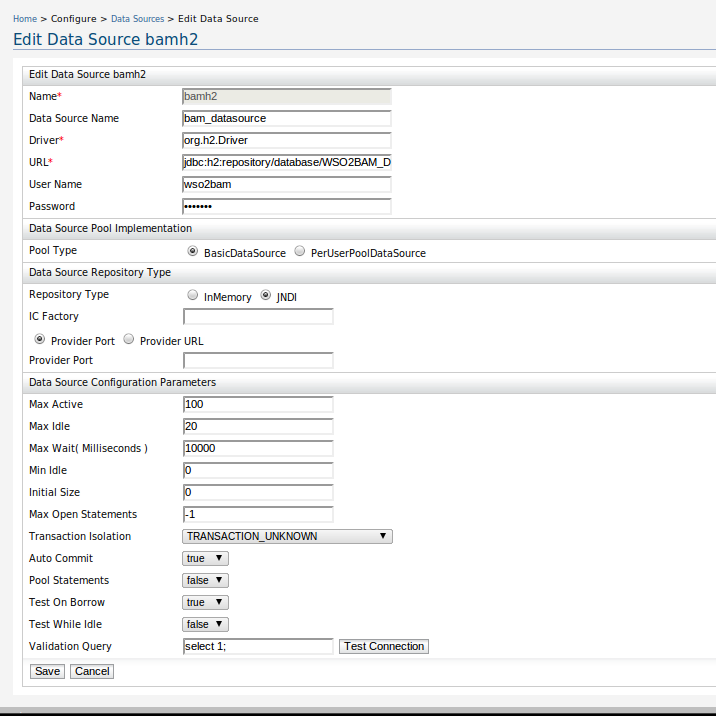 Home > Configure > Data Sources > Edit Data Source
Edit Data Source bamh2
Edit Data Source bamh2
Name* bamh2
Data Source Name bam_datasource
Driver* org.h2.Driver
URL* jdbc:h2:repository/database/WSO2BAM_D
User Name wso2bam
Password •••••••
Data Source Pool Implementation
Pool Type BasicDataSource PerUserPoolDataSource
Data Source Repository Type
Repository Type InMemory JNDI
IC Factory
Provider Port Provider URL
Provider Port
Data Source Configuration Parameters
Max Active 100
Max Idle 20
Max Wait( Milliseconds ) 10000
Min Idle 0
Initial Size 0
Max Open Statements -1
Transaction Isolation TRANSACTION_UNKNOWN
Auto Commit true
Pool Statements false
Test On Borrow true
Test While Idle false
Validation Query select 1; Test Connection
Save Cancel